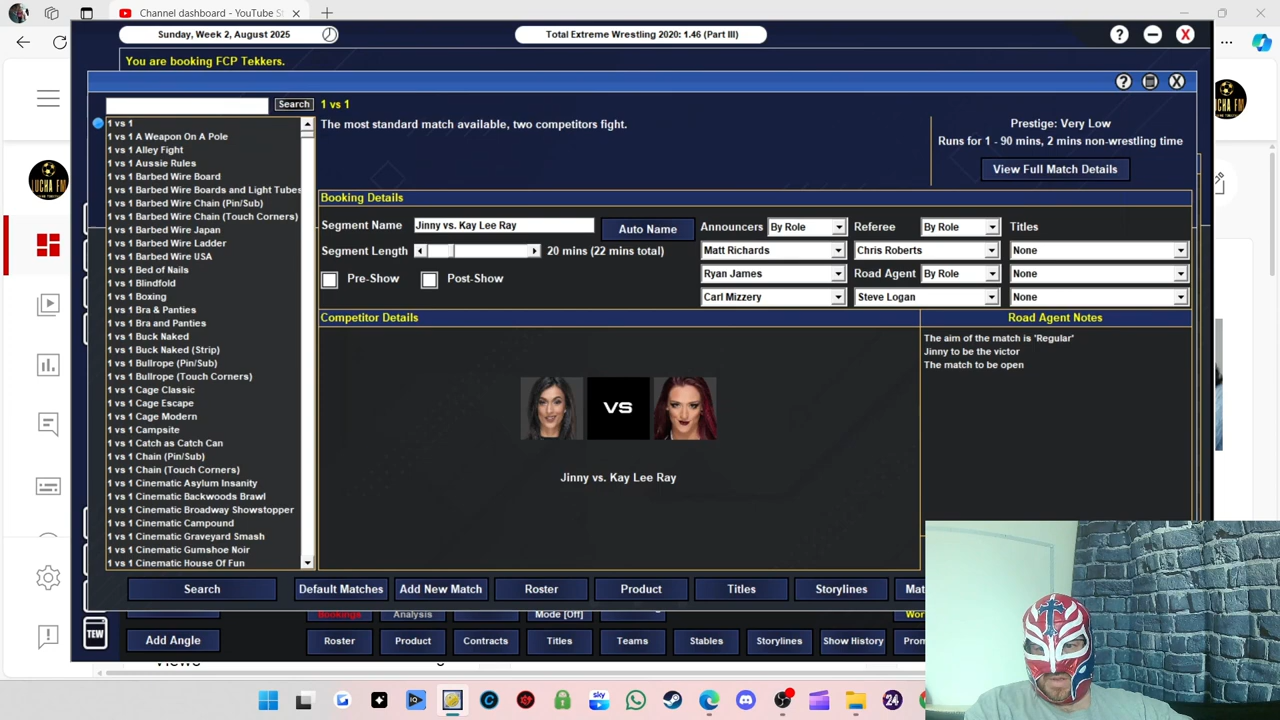 Channel dashboard - YouTube S
Sunday, Week 2, August 2025
Total Extreme Wrestling 2020: 1.46 (Part III)
You are booking FCP Tekkers.
Search
1 vs 1
1 vs 1
1 vs 1 A Weapon On A Pole
1 vs 1 Alley Fight
1 vs 1 Aussie Rules
1 vs 1 Barbed Wire Board
1 vs 1 Barbed Wire Boards and Light Tubes
1 vs 1 Barbed Wire Chain (Pin/Sub)
1 vs 1 Barbed Wire Chain (Touch Corners)
1 vs 1 Barbed Wire Japan
1 vs 1 Barbed Wire Ladder
1 vs 1 Barbed Wire USA
1 vs 1 Bed of Nails
1 vs 1 Blindfold
1 vs 1 Boxing
1 vs 1 Bra & Panties
1 vs 1 Bra and Panties
1 vs 1 Buck Naked
1 vs 1 Buck Naked (Strip)
1 vs 1 Bullrope (Pin/Sub)
1 vs 1 Bullrope (Touch Corners)
1 vs 1 Cage Classic
1 vs 1 Cage Escape
1 vs 1 Cage Modern
1 vs 1 Campsite
1 vs 1 Catch as Catch Can
1 vs 1 Chain (Pin/Sub)
1 vs 1 Chain (Touch Corners)
1 vs 1 Cinematic Asylum Insanity
1 vs 1 Cinematic Backwoods Brawl
1 vs 1 Cinematic Broadway Showstopper
1 vs 1 Cinematic Campound
1 vs 1 Cinematic Graveyard Smash
1 vs 1 Cinematic Gumshoe Noir
1 vs 1 Cinematic House Of Fun
The most standard match available, two competitors fight.
Prestige: Very Low
Runs for 1 - 90 mins, 2 mins non-wrestling time
View Full Match Details
Booking Details
Segment Name
Jinny vs. Kay Lee Ray
Auto Name
Announcers
By Role
Referee
By Role
Titles
Segment Length
20 mins (22 mins total)
Matt Richards
Chris Roberts
None
Pre-Show
Post-Show
Ryan James
Road Agent
By Role
None
Carl Mizzery
Steve Logan
None
Competitor Details
Road Agent Notes
The aim of the match is 'Regular'
Jinny to be the victor
The match to be open
VS
Jinny vs. Kay Lee Ray
Search
Default Matches
Add New Match
Roster
Product
Titles
Storylines
Mat
Bookings
Analysis
Mode [Off]
Wor
TEW
Add Angle
Roster
Product
Contracts
Titles
Teams
Stables
Storylines
Show History
Pron
Views
LUCHA FM
24